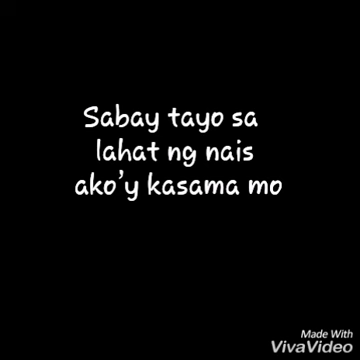 Sabay tayo sa
lahat ng nais
ako’y kasama mo
Made With
VivaVideo